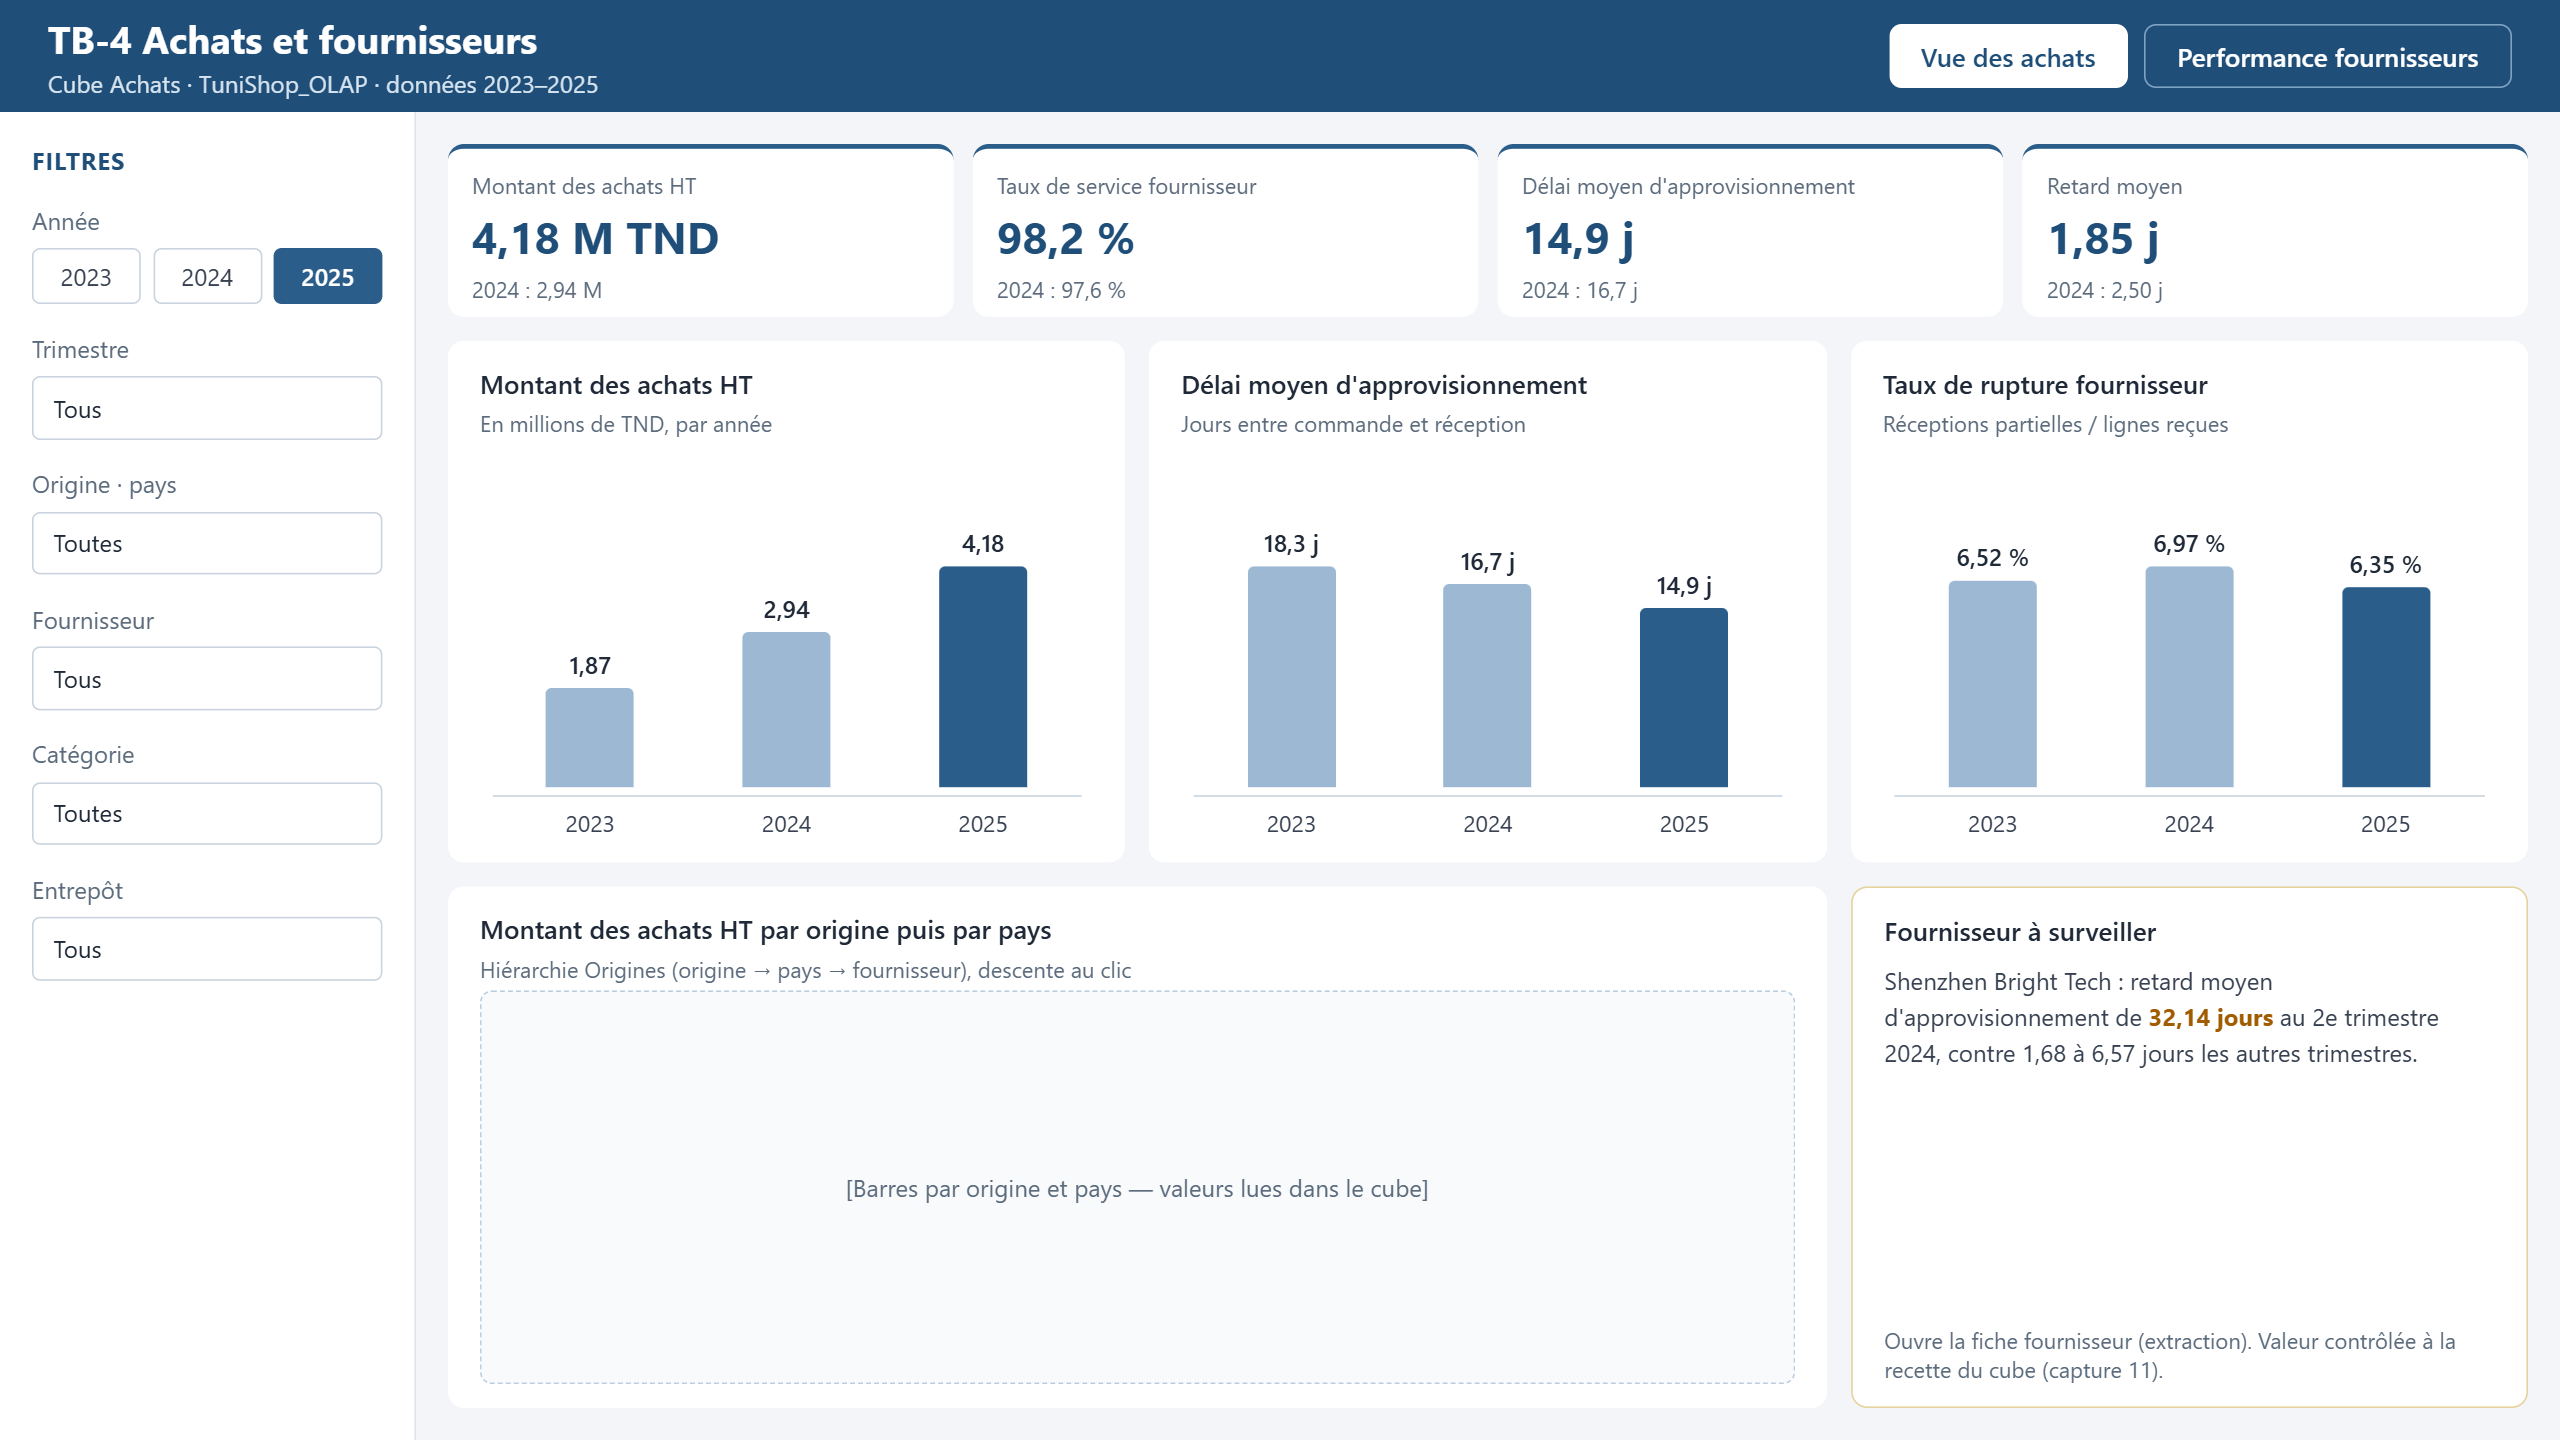 TB-4 Achats et fournisseurs
Cube Achats · TuniShop_OLAP · données 2023–2025
Vue des achats
Performance fournisseurs
FILTRES
Année
2023
2024
2025
Trimestre
Tous
Origine · pays
Toutes
Fournisseur
Tous
Catégorie
Toutes
Entrepôt
Tous
Montant des achats HT
4,18 M TND
2024 : 2,94 M
Taux de service fournisseur
98,2 %
2024 : 97,6 %
Délai moyen d'approvisionnement
14,9 j
2024 : 16,7 j
Retard moyen
1,85 j
2024 : 2,50 j
Montant des achats HT
En millions de TND, par année
1,87
2,94
4,18
2023
2024
2025
Délai moyen d'approvisionnement
Jours entre commande et réception
18,3 j
16,7 j
14,9 j
2023
2024
2025
Taux de rupture fournisseur
Réceptions partielles / lignes reçues
6,52 %
6,97 %
6,35 %
2023
2024
2025
Montant des achats HT par origine puis par pays
Hiérarchie Origines (origine → pays → fournisseur), descente au clic
[Barres par origine et pays — valeurs lues dans le cube]
Fournisseur à surveiller
Shenzhen Bright Tech : retard moyen
d'approvisionnement de 32,14 jours au 2e trimestre
2024, contre 1,68 à 6,57 jours les autres trimestres.
Ouvre la fiche fournisseur (extraction). Valeur contrôlée à la
recette du cube (capture 11).